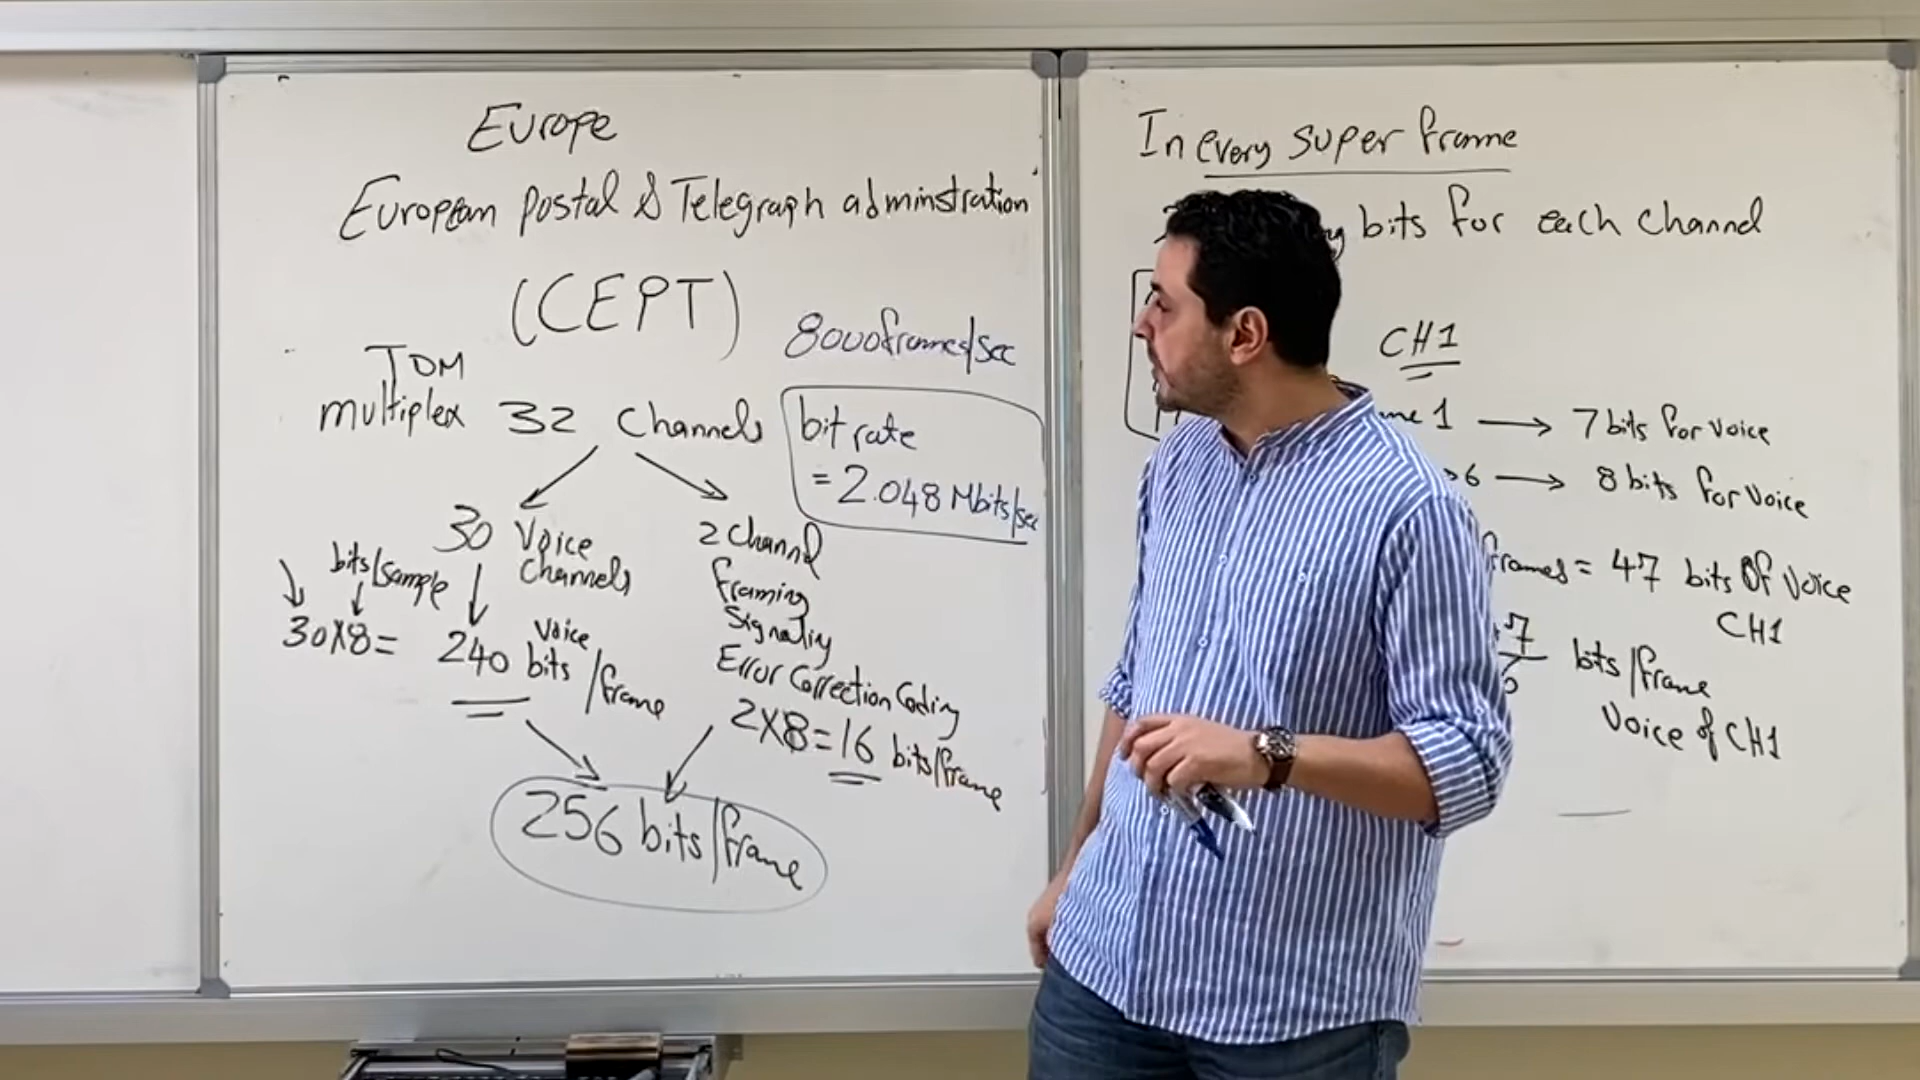 Europe
European postal & Telegraph adminstration
(CEPT)
8000 frames/sec
TDM
multiplex 32 Channels
bit rate
= 2.048 Mbits/sec
30 Voice
Channels
bits/sample
30X8= 240 voice
bits /frame
2 channel
framing
Signaling
Error Correction Coding
2X8=16 bits/frame
256 bits/frame
In every super frame
bits for each channel
CH1
1 → 7 bits for voice
6 → 8 bits for voice
frames = 47 bits of voice
CH1
bits/frame
voice of CH1